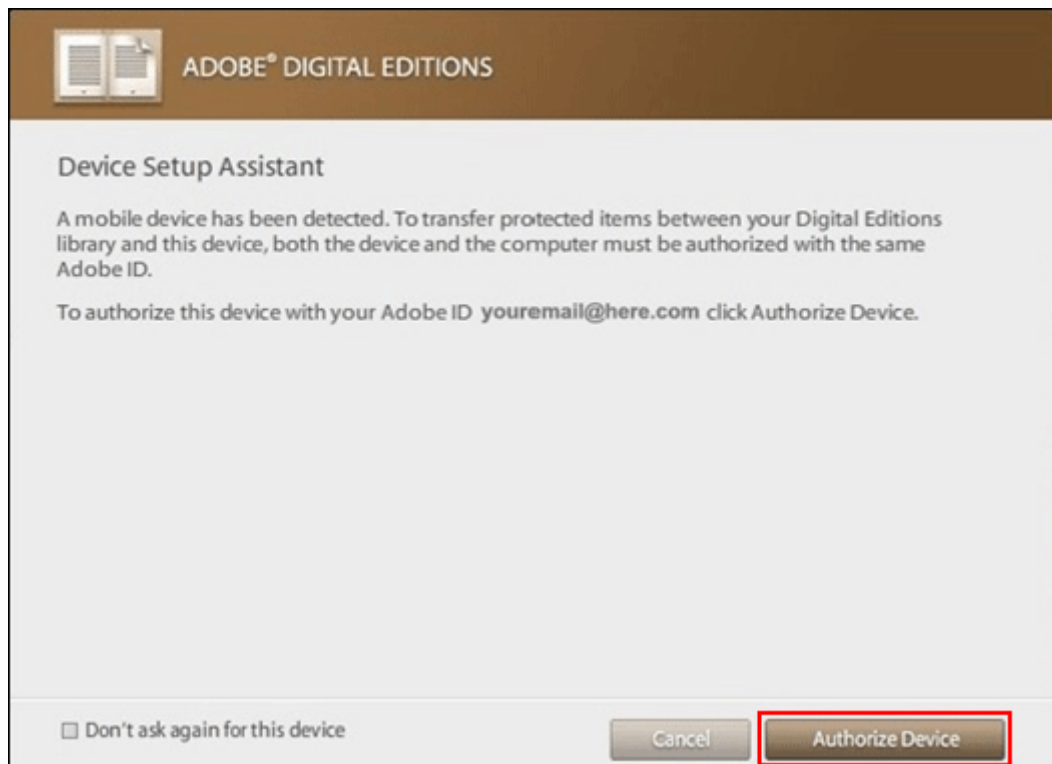 ADOBE® DIGITAL EDITIONS
Device Setup Assistant
A mobile device has been detected. To transfer protected items between your Digital Editions
library and this device, both the device and the computer must be authorized with the same
Adobe ID.
To authorize this device with your Adobe ID youremail@here.com click Authorize Device.
Don't ask again for this device
Cancel
Authorize Device